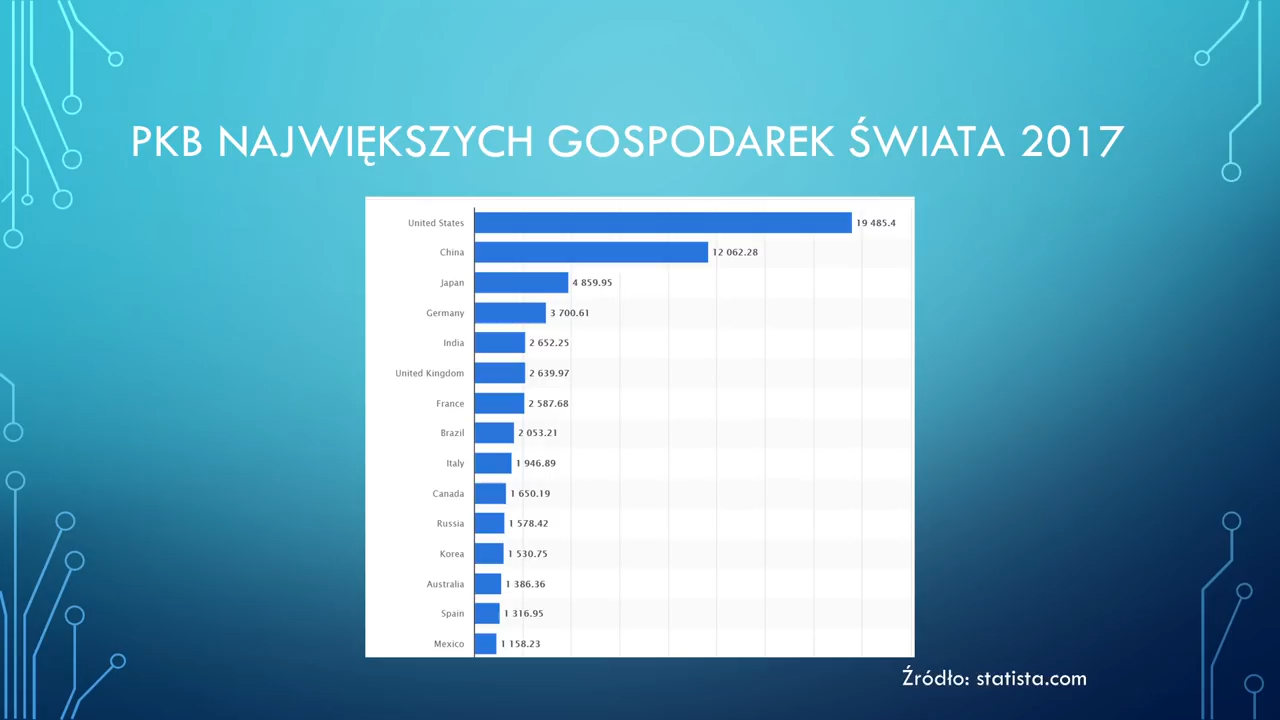 PKB NAJWIĘKSZYCH GOSPODAREK ŚWIATA 2017
United States 19 485.4
China 12 062.28
Japan 4 859.95
Germany 3 700.61
India 2 652.25
United Kingdom 2 639.97
France 2 587.68
Brazil 2 053.21
Italy 1 946.89
Canada 1 650.19
Russia 1 578.42
Korea 1 530.75
Australia 1 386.36
Spain 1 316.95
Mexico 1 158.23
Źródło: statista.com